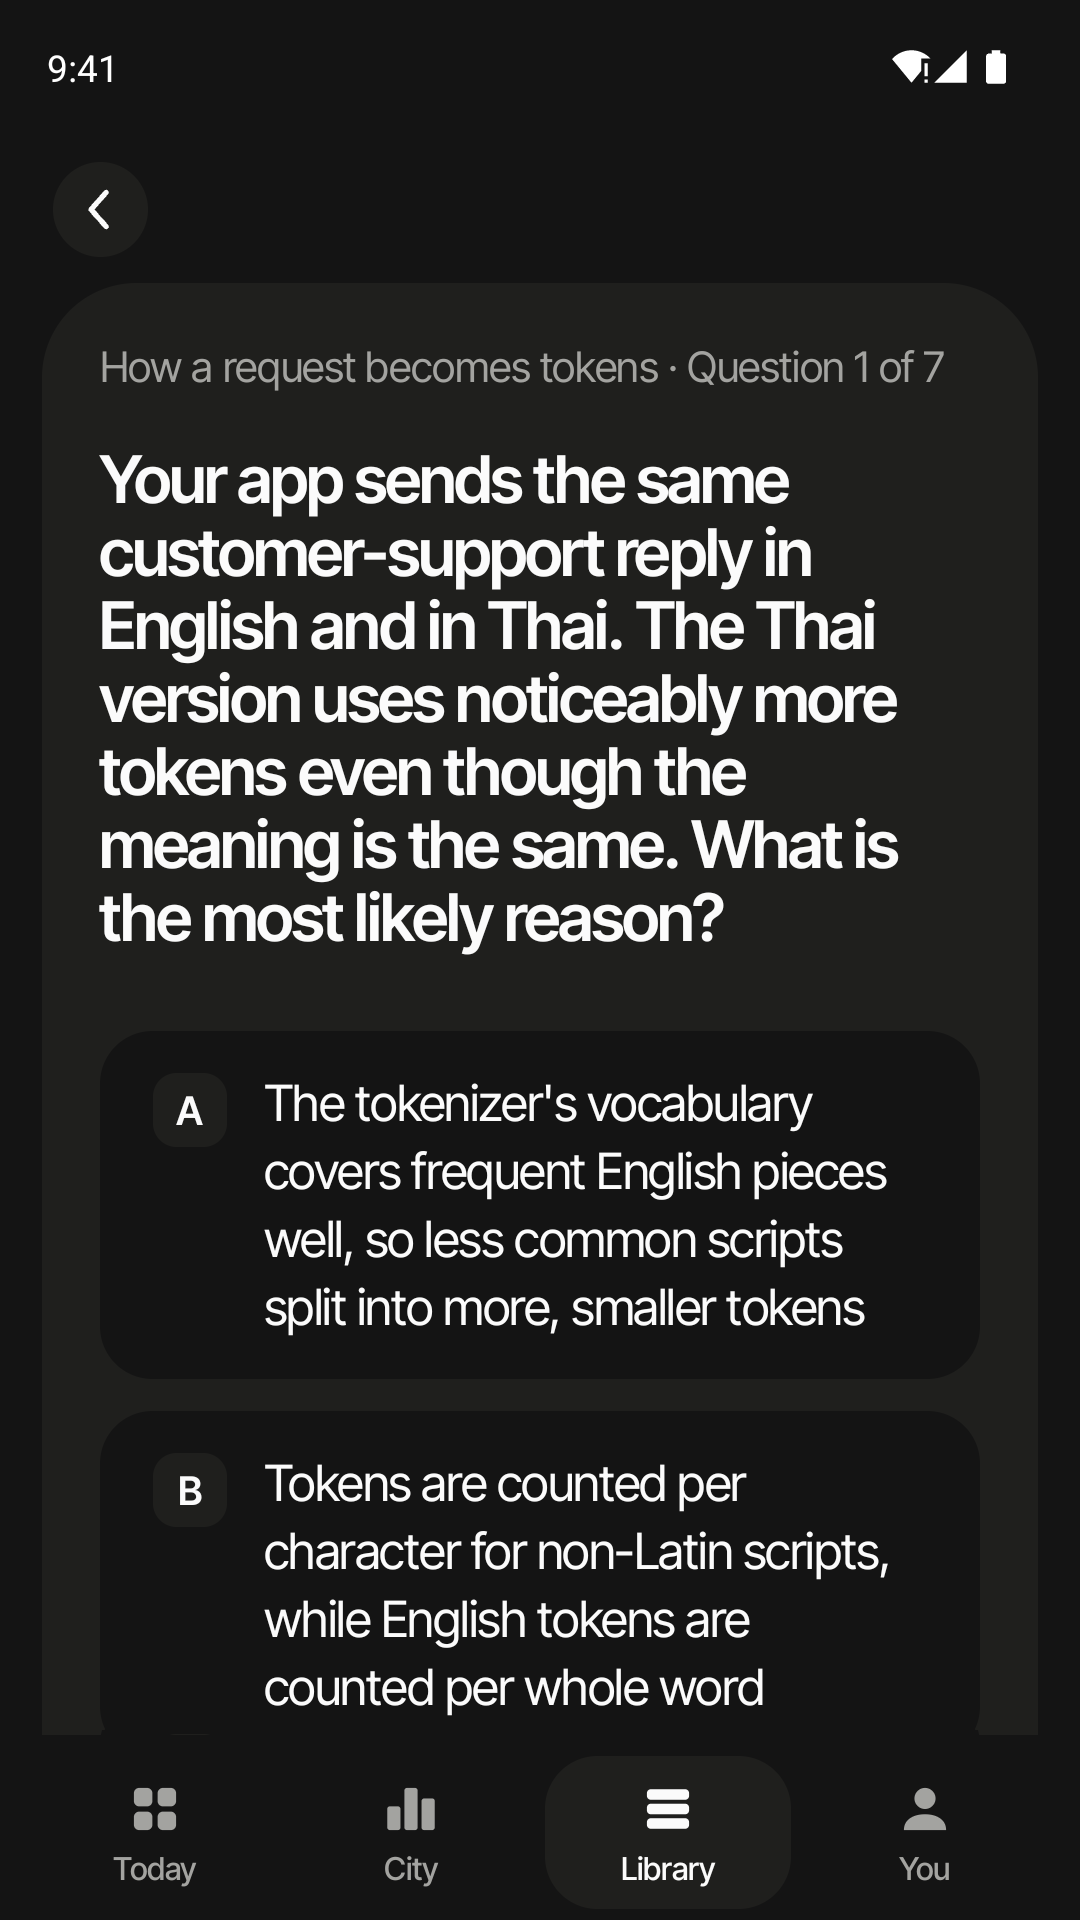 9:41
How a request becomes tokens · Question 1 of 7
Your app sends the same
customer-support reply in
English and in Thai. The Thai
version uses noticeably more
tokens even though the
meaning is the same. What is
the most likely reason?
A
The tokenizer's vocabulary
covers frequent English pieces
well, so less common scripts
split into more, smaller tokens
B
Tokens are counted per
character for non-Latin scripts,
while English tokens are
counted per whole word
Today
City
Library
You